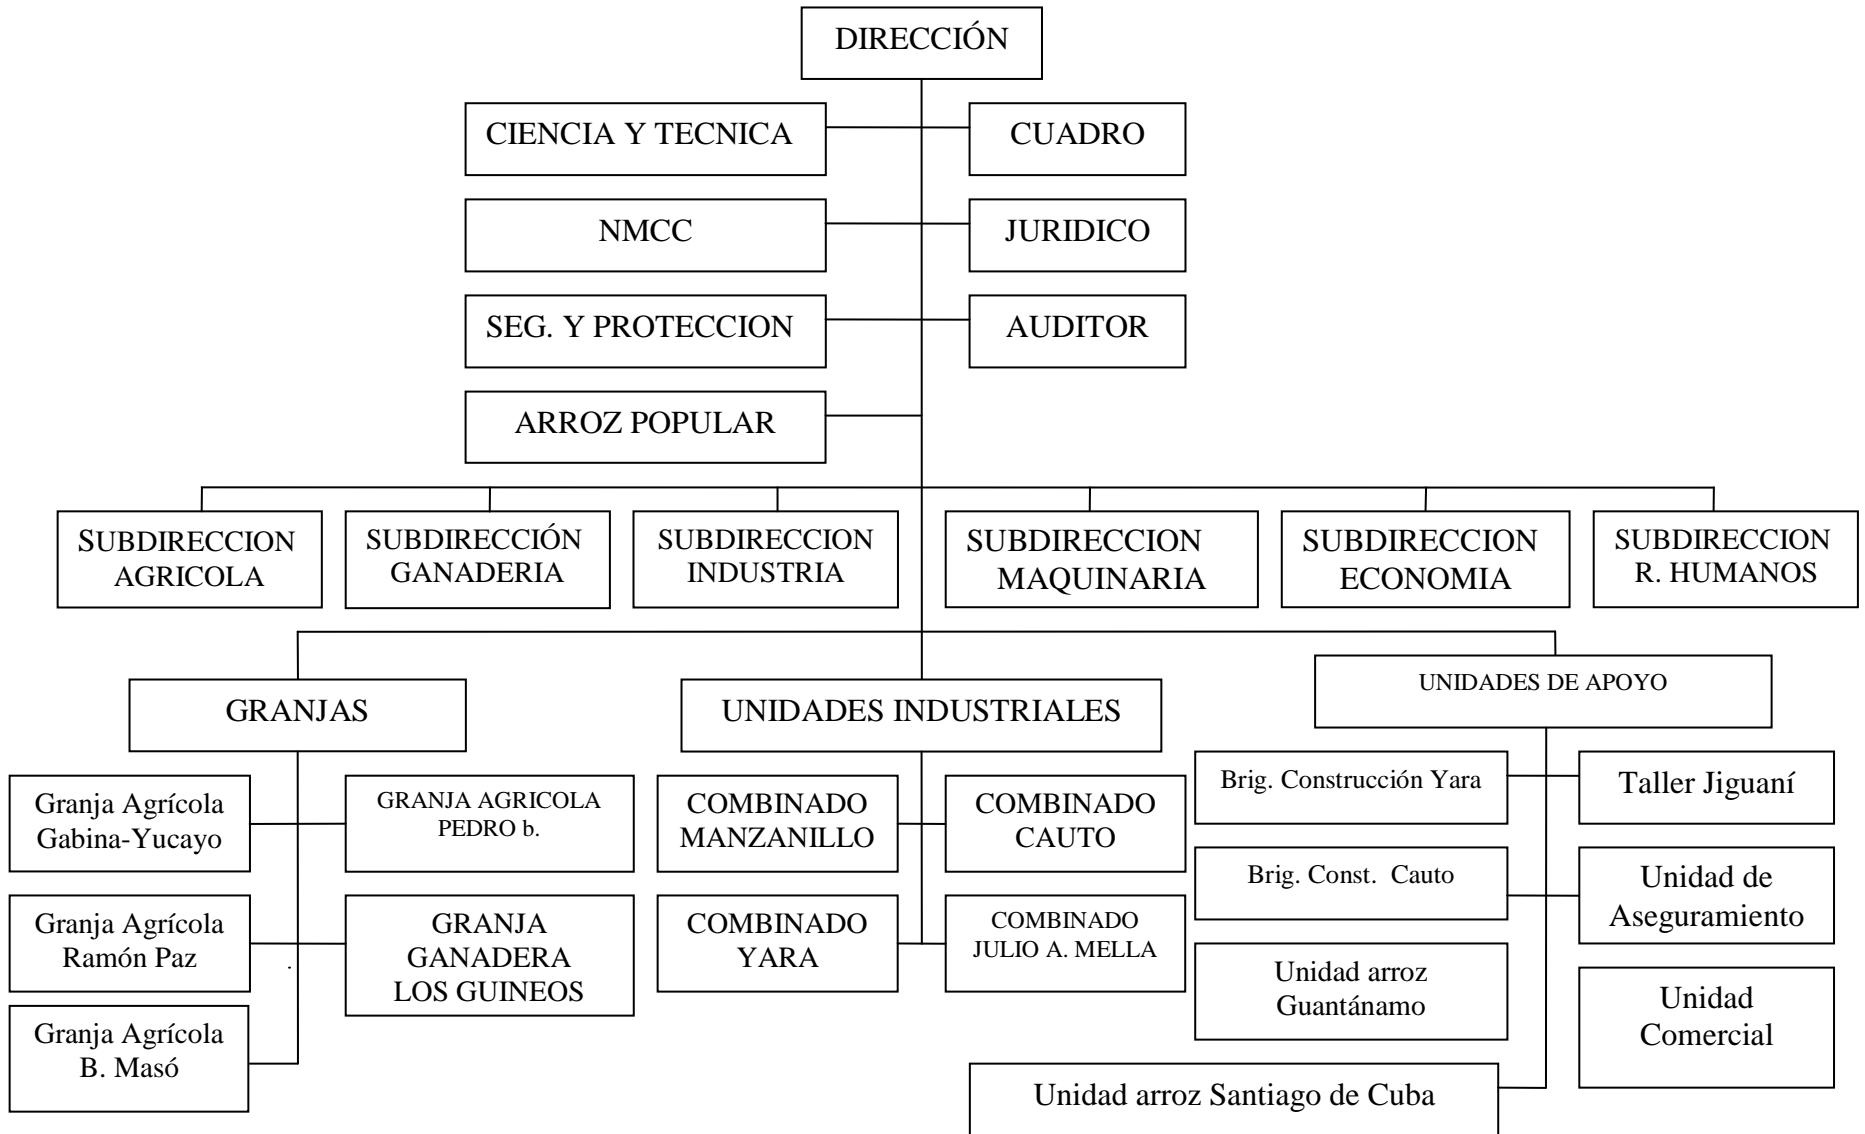 DIRECCIÓN
CIENCIA Y TECNICA
CUADRO
NMCC
JURIDICO
SEG. Y PROTECCION
AUDITOR
ARROZ POPULAR
SUBDIRECCION
AGRICOLA
SUBDIRECCIÓN
GANADERIA
SUBDIRECCION
INDUSTRIA
SUBDIRECCION
MAQUINARIA
SUBDIRECCION
ECONOMIA
SUBDIRECCION
R. HUMANOS
GRANJAS
UNIDADES INDUSTRIALES
UNIDADES DE APOYO
Granja Agrícola
Gabina-Yucayo
GRANJA AGRICOLA
PEDRO b.
Granja Agrícola
Ramón Paz
.
GRANJA
GANADERA
LOS GUINEOS
Granja Agrícola
B. Masó
COMBINADO
MANZANILLO
COMBINADO
CAUTO
COMBINADO
YARA
COMBINADO
JULIO A. MELLA
Brig. Construcción Yara
Taller Jiguaní
Brig. Const. Cauto
Unidad de
Aseguramiento
Unidad arroz
Guantánamo
Unidad
Comercial
Unidad arroz Santiago de Cuba